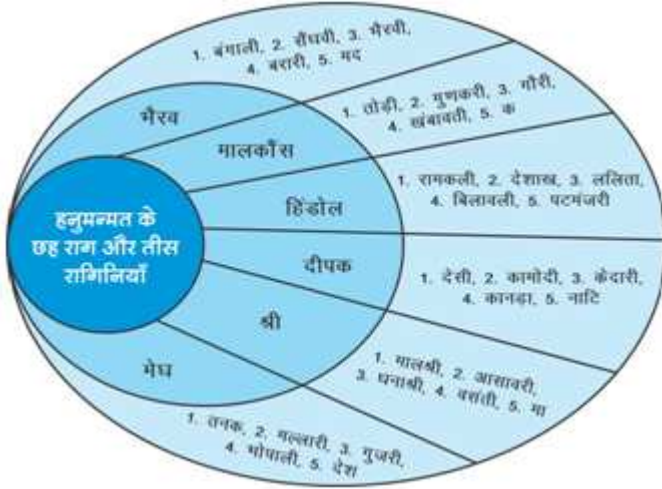 हनुमन्मत के
छह राग और तीस
रागिनियाँ
भैरव
1. बंगाली, 2. सैंधवी, 3. भैरवी,
4. बरारी, 5. मद
मालकौंस
1. तोड़ी, 2. गुणकरी, 3. गौरी,
4. खंबावती, 5. क
हिंडोल
1. रामकली, 2. देशाख, 3. ललिता,
4. बिलावली, 5. पटमंजरी
दीपक
1. देसी, 2. कामोदी, 3. केदारी,
4. कानड़ा, 5. नाटि
श्री
1. मालश्री, 2. आसावरी,
3. धनाश्री, 4. वसंती, 5. मा
मेघ
1. तनक, 2. मल्लारी, 3. गुजरी,
4. भोपाली, 5. देश